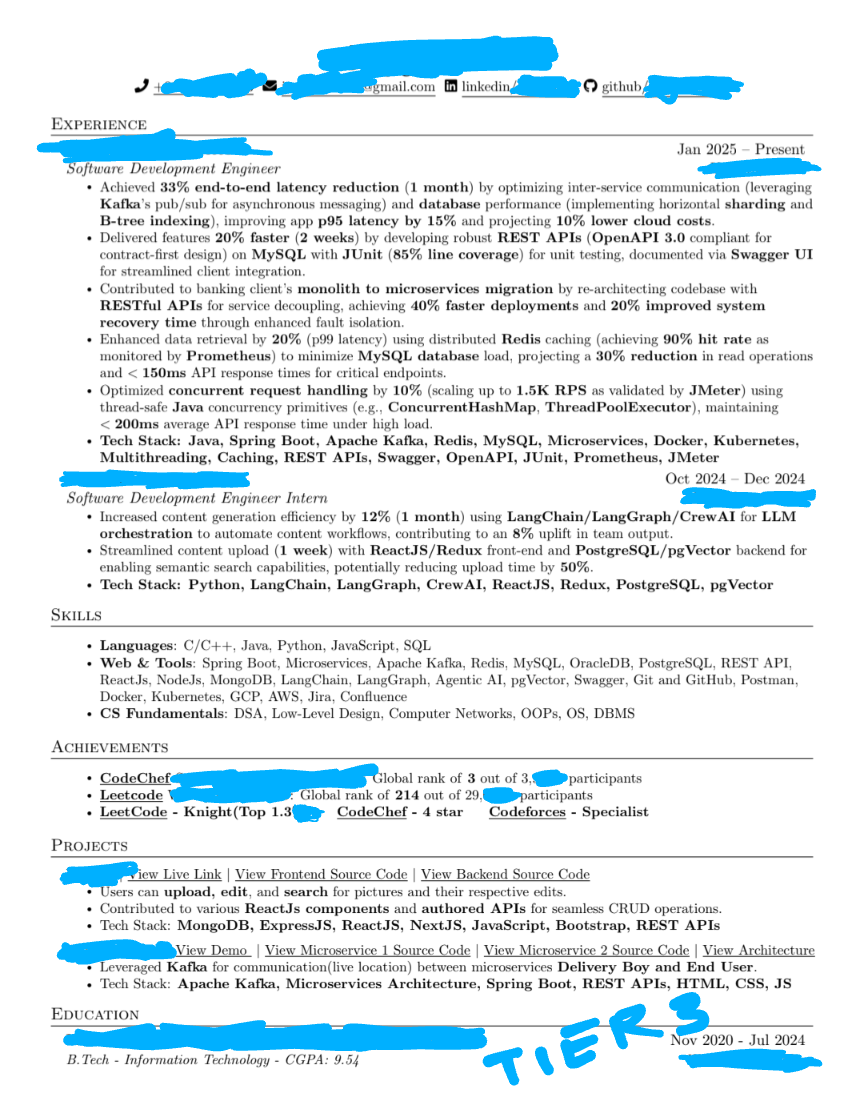 @gmail.com linkedin/ github/
EXPERIENCE
Jan 2025 – Present
Software Development Engineer
• Achieved 33% end-to-end latency reduction (1 month) by optimizing inter-service communication (leveraging
Kafka's pub/sub for asynchronous messaging) and database performance (implementing horizontal sharding and
B-tree indexing), improving app p95 latency by 15% and projecting 10% lower cloud costs.
• Delivered features 20% faster (2 weeks) by developing robust REST APIs (OpenAPI 3.0 compliant for
contract-first design) on MySQL with JUnit (85% line coverage) for unit testing, documented via Swagger UI
for streamlined client integration.
• Contributed to banking client's monolith to microservices migration by re-architecting codebase with
RESTful APIs for service decoupling, achieving 40% faster deployments and 20% improved system
recovery time through enhanced fault isolation.
• Enhanced data retrieval by 20% (p99 latency) using distributed Redis caching (achieving 90% hit rate as
monitored by Prometheus) to minimize MySQL database load, projecting a 30% reduction in read operations
and < 150ms API response times for critical endpoints.
• Optimized concurrent request handling by 10% (scaling up to 1.5K RPS as validated by JMeter) using
thread-safe Java concurrency primitives (e.g., ConcurrentHashMap, ThreadPoolExecutor), maintaining
< 200ms average API response time under high load.
• Tech Stack: Java, Spring Boot, Apache Kafka, Redis, MySQL, Microservices, Docker, Kubernetes,
Multithreading, Caching, REST APIs, Swagger, OpenAPI, JUnit, Prometheus, JMeter
Oct 2024 – Dec 2024
Software Development Engineer Intern
• Increased content generation efficiency by 12% (1 month) using LangChain/LangGraph/CrewAI for LLM
orchestration to automate content workflows, contributing to an 8% uplift in team output.
• Streamlined content upload (1 week) with ReactJS/Redux front-end and PostgreSQL/pgVector backend for
enabling semantic search capabilities, potentially reducing upload time by 50%.
• Tech Stack: Python, LangChain, LangGraph, CrewAI, ReactJS, Redux, PostgreSQL, pgVector
SKILLS
• Languages: C/C++, Java, Python, JavaScript, SQL
• Web & Tools: Spring Boot, Microservices, Apache Kafka, Redis, MySQL, OracleDB, PostgreSQL, REST API,
ReactJs, NodeJs, MongoDB, LangChain, LangGraph, Agentic AI, pgVector, Swagger, Git and GitHub, Postman,
Docker, Kubernetes, GCP, AWS, Jira, Confluence
• CS Fundamentals: DSA, Low-Level Design, Computer Networks, OOPs, OS, DBMS
ACHIEVEMENTS
• CodeChef Global rank of 3 out of 3, participants
• Leetcode : Global rank of 214 out of 29, participants
• LeetCode - Knight(Top 1.3 CodeChef - 4 star Codeforces - Specialist
PROJECTS
View Live Link | View Frontend Source Code | View Backend Source Code
• Users can upload, edit, and search for pictures and their respective edits.
• Contributed to various ReactJs components and authored APIs for seamless CRUD operations.
• Tech Stack: MongoDB, ExpressJS, ReactJS, NextJS, JavaScript, Bootstrap, REST APIs
View Demo | View Microservice 1 Source Code | View Microservice 2 Source Code | View Architecture
• Leveraged Kafka for communication(live location) between microservices Delivery Boy and End User.
• Tech Stack: Apache Kafka, Microservices Architecture, Spring Boot, REST APIs, HTML, CSS, JS
EDUCATION
TIER 3
Nov 2020 - Jul 2024
B.Tech - Information Technology - CGPA: 9.54